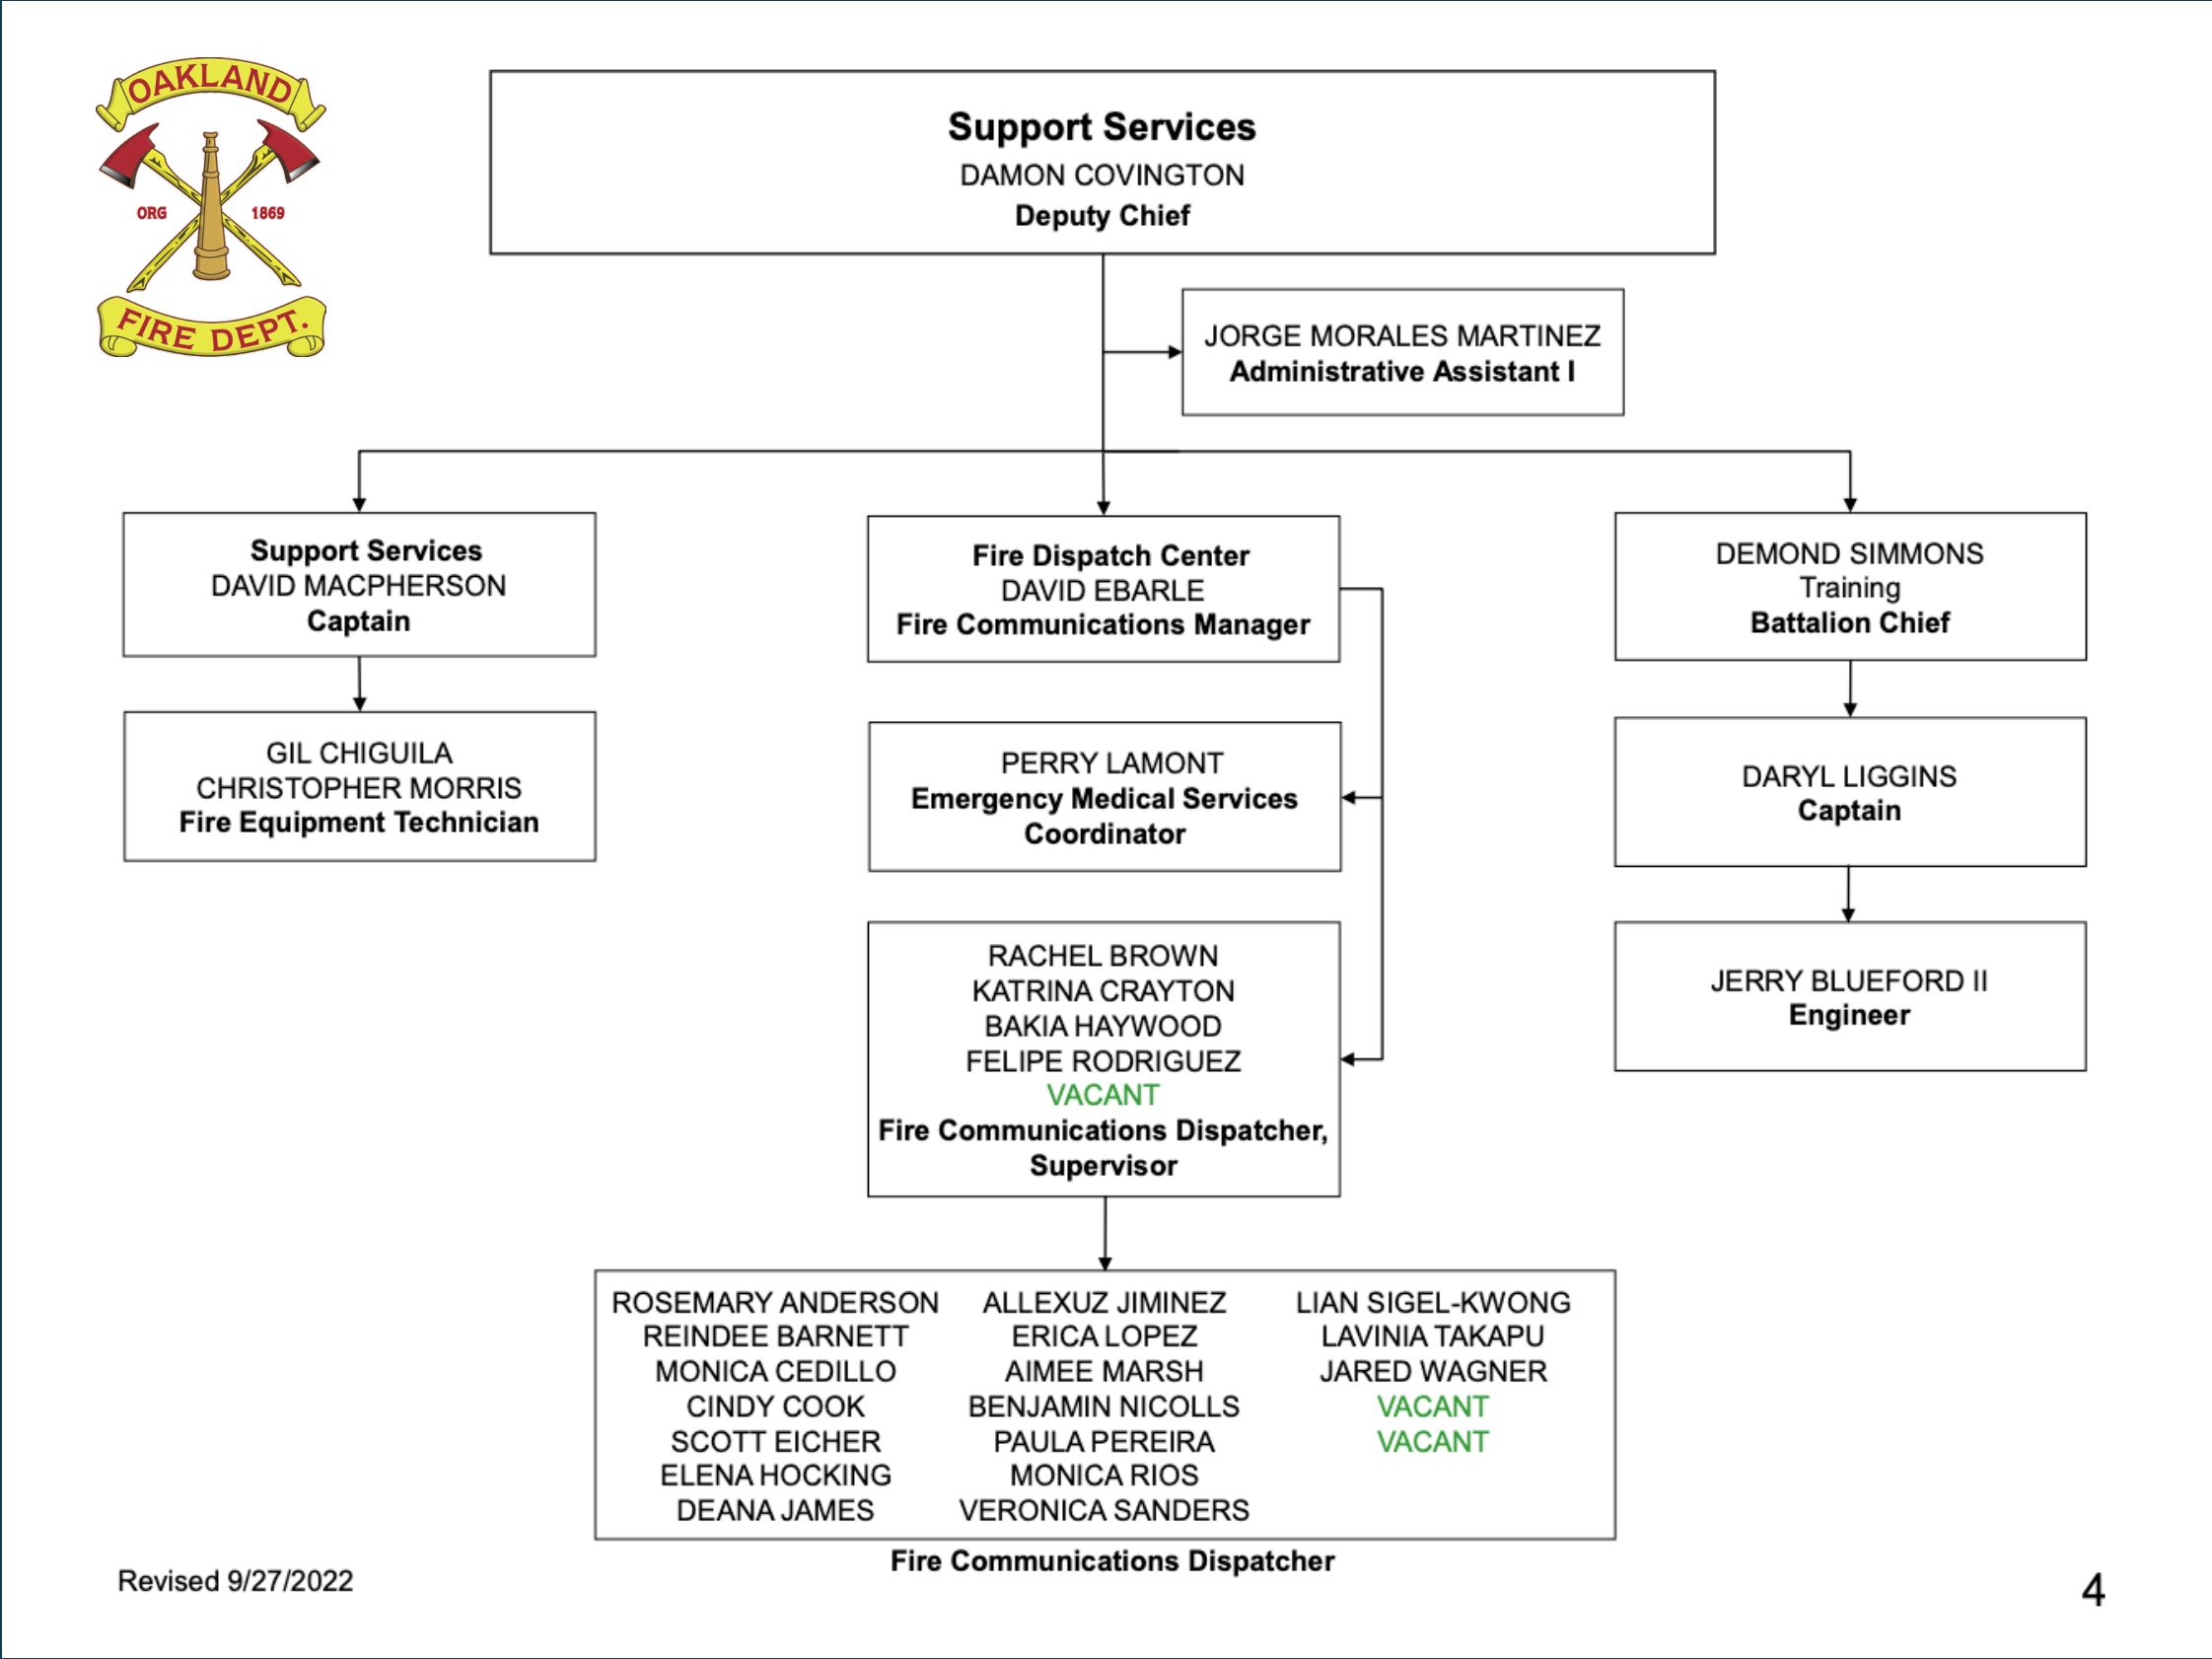 OAKLAND
ORG 1869
FIRE DEPT.
Support Services
DAMON COVINGTON
Deputy Chief
JORGE MORALES MARTINEZ
Administrative Assistant I
Support Services
DAVID MACPHERSON
Captain
GIL CHIGUILA
CHRISTOPHER MORRIS
Fire Equipment Technician
Fire Dispatch Center
DAVID EBARLE
Fire Communications Manager
PERRY LAMONT
Emergency Medical Services
Coordinator
RACHEL BROWN
KATRINA CRAYTON
BAKIA HAYWOOD
FELIPE RODRIGUEZ
VACANT
Fire Communications Dispatcher,
Supervisor
DEMOND SIMMONS
Training
Battalion Chief
DARYL LIGGINS
Captain
JERRY BLUEFORD II
Engineer
ROSEMARY ANDERSON
REINDEE BARNETT
MONICA CEDILLO
CINDY COOK
SCOTT EICHER
ELENA HOCKING
DEANA JAMES
ALLEXUZ JIMINEZ
ERICA LOPEZ
AIMEE MARSH
BENJAMIN NICOLLS
PAULA PEREIRA
MONICA RIOS
VERONICA SANDERS
LIAN SIGEL-KWONG
LAVINIA TAKAPU
JARED WAGNER
VACANT
VACANT
Fire Communications Dispatcher
Revised 9/27/2022
4